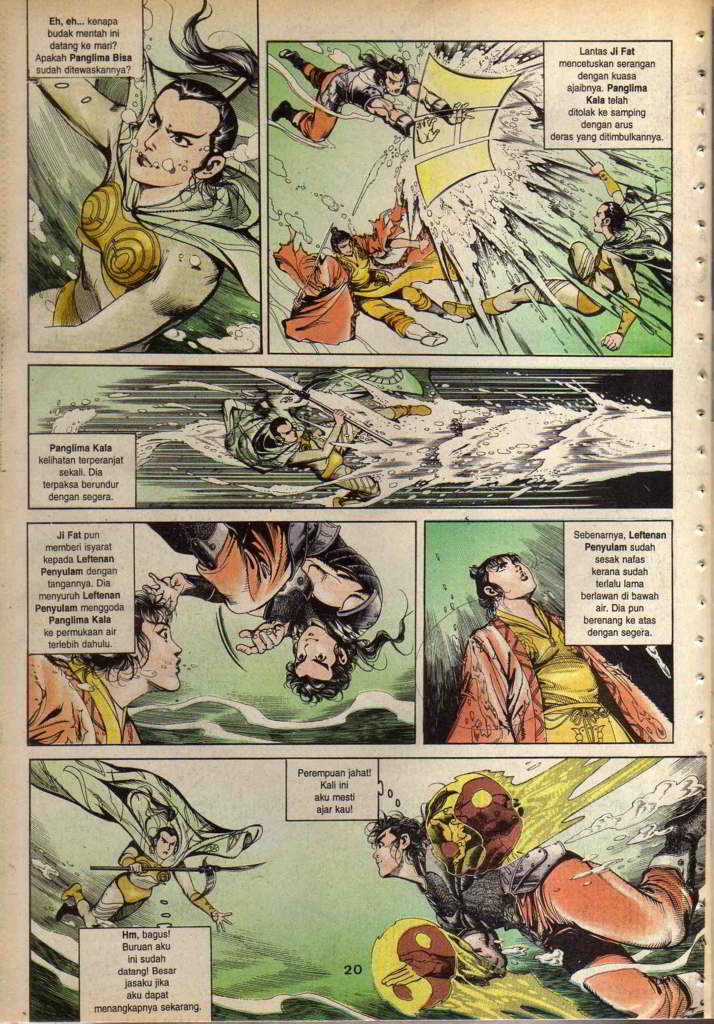 Eh, eh... kenapa
budak mentah ini
datang ke mari?
Apakah Panglima Bisa
sudah ditewaskannya?
Lantas Ji Fat
mencetuskan serangan
dengan kuasa
ajaibnya. Panglima
Kala telah
ditolak ke samping
dengan arus
deras yang ditimbulkannya.
Panglima Kala
kelihatan terperanjat
sekali. Dia
terpaksa berundur
dengan segera.
Ji Fat pun
memberi isyarat
kepada Leftenan
Penyulam dengan
tangannya. Dia
menyuruh Leftenan
Penyulam menggoda
Panglima Kala
ke permukaan air
terlebih dahulu.
Sebenarnya, Leftenan
Penyulam sudah
sesak nafas
kerana sudah
terlalu lama
berlawan di bawah
air. Dia pun
berenang ke atas
dengan segera.
Perempuan jahat!
Kali ini
aku mesti
ajar kau!
Hm, bagus!
Buruan aku
ini sudah
datang! Besar
jasaku jika
aku dapat
menangkapnya sekarang.
20